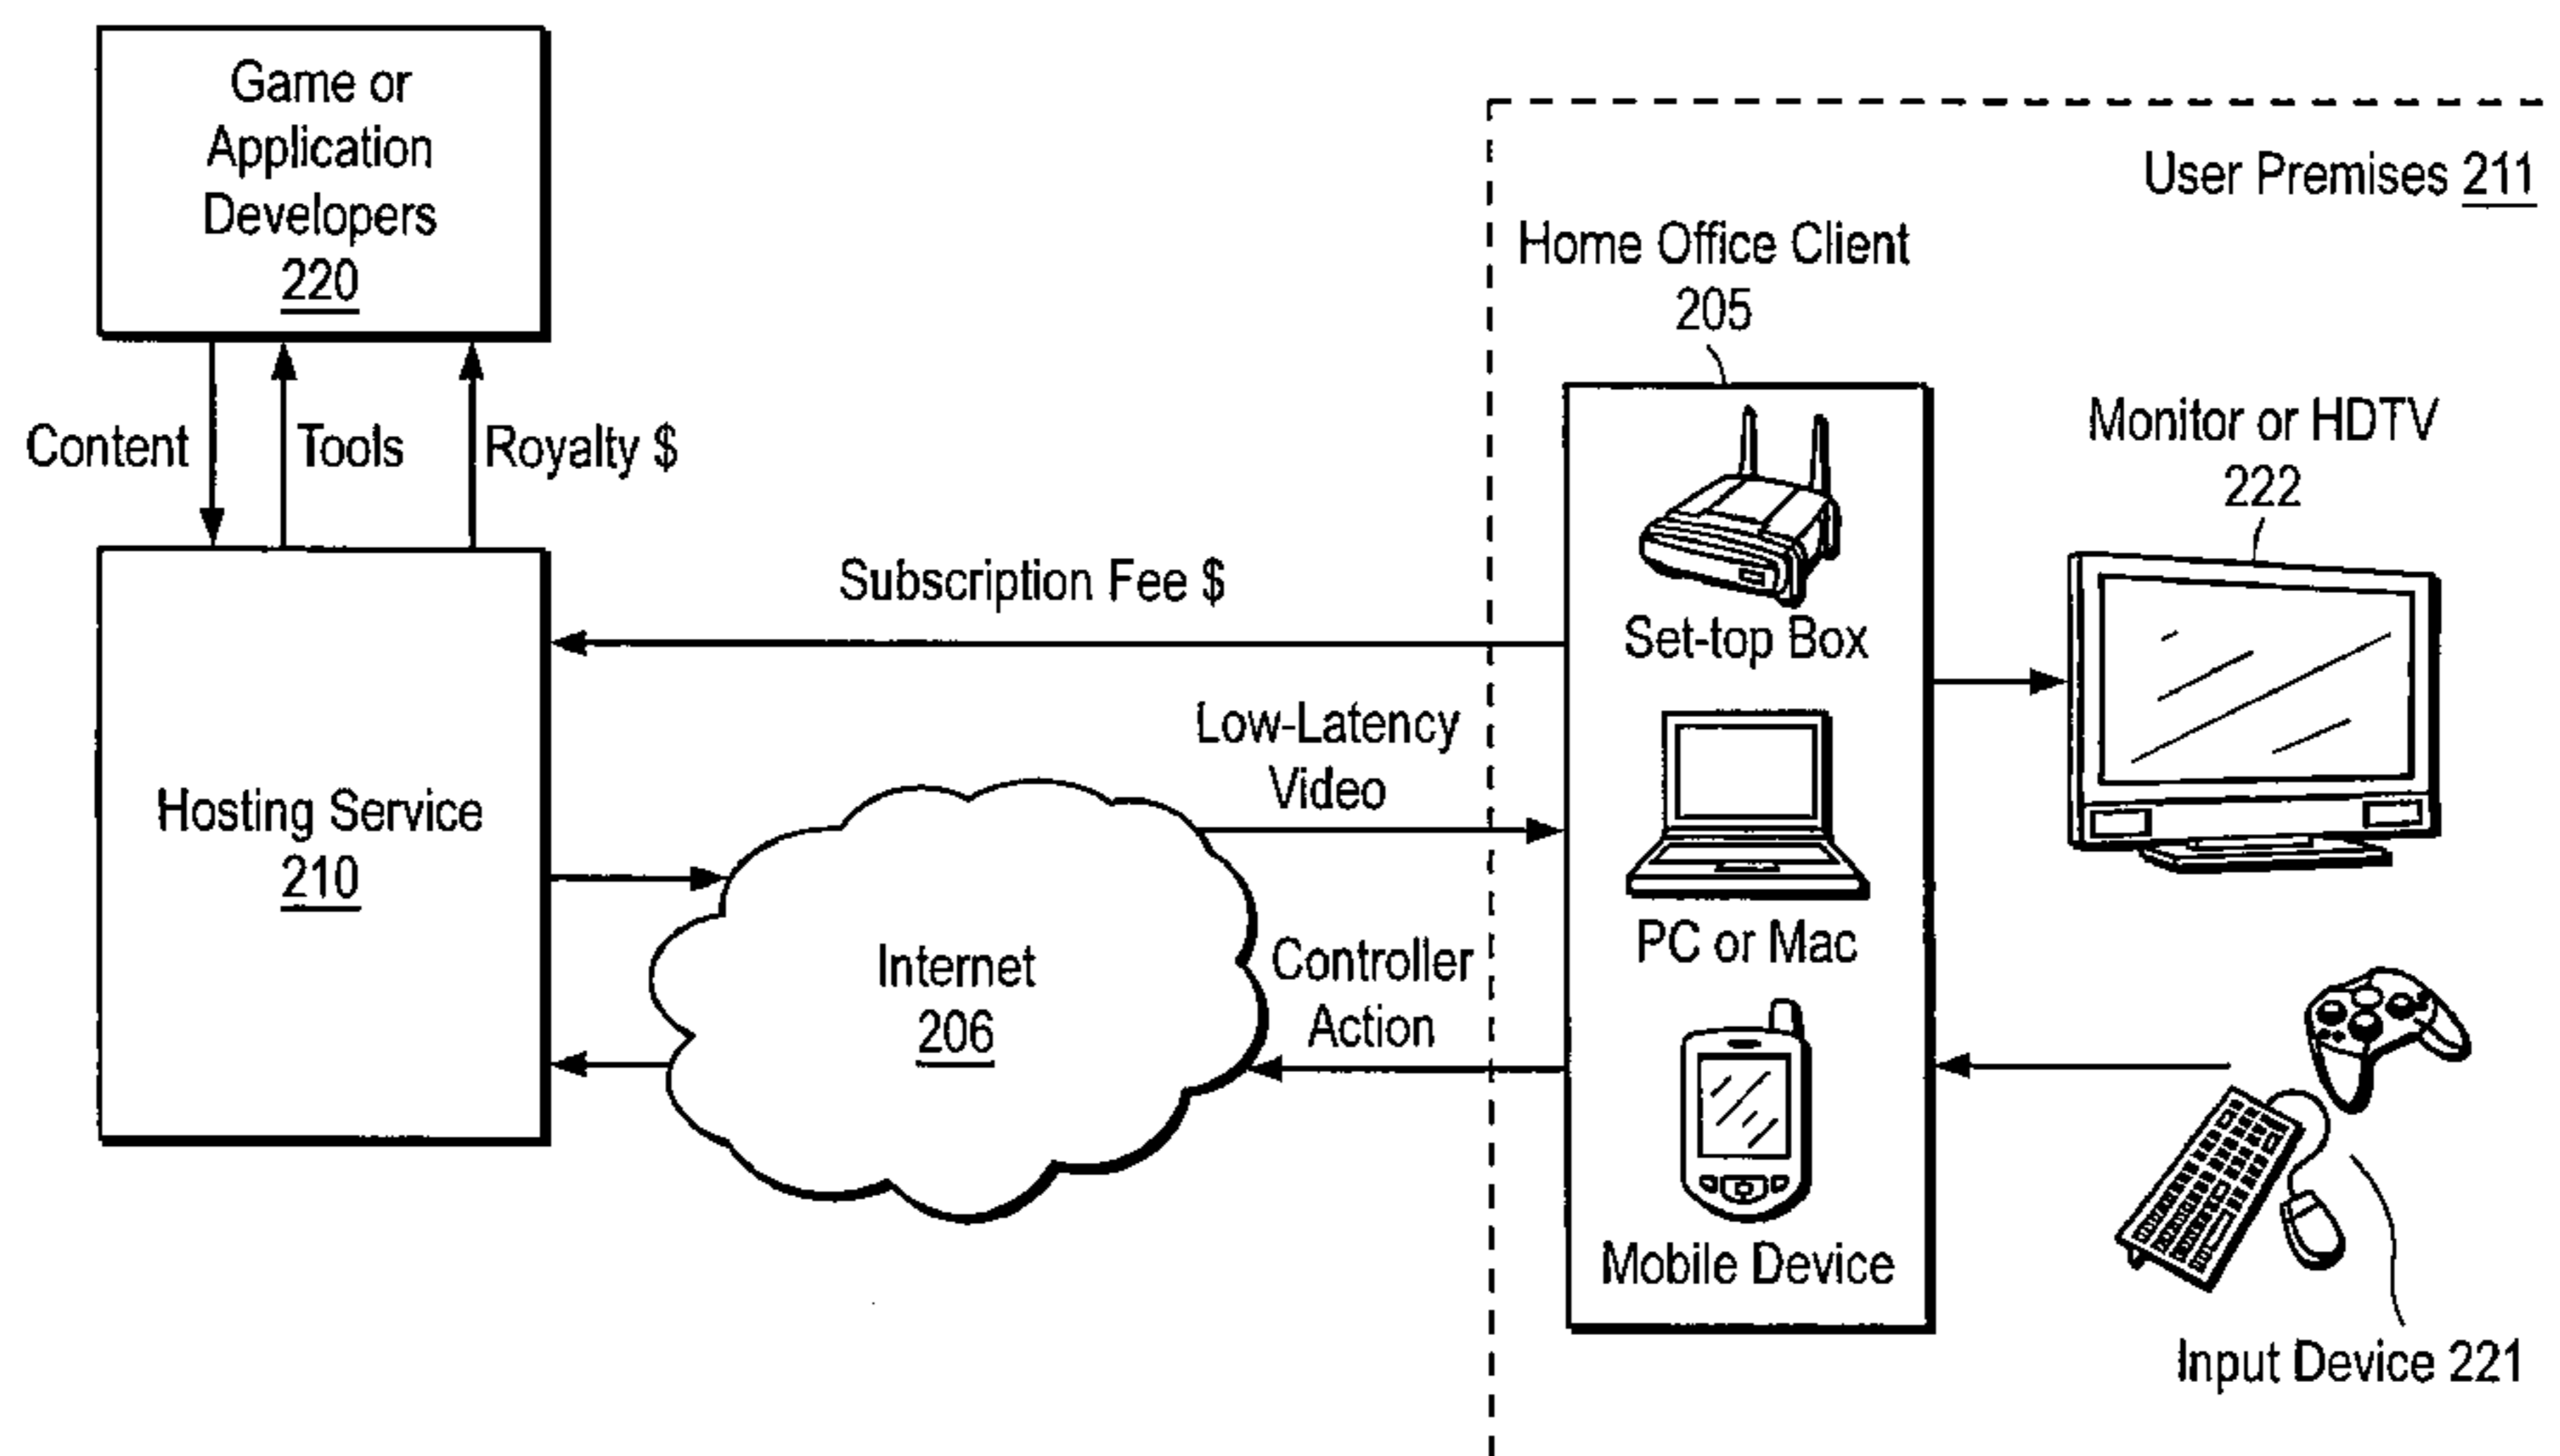 Game or
Application
Developers
220
Content
Tools
Royalty $
Hosting Service
210
Subscription Fee $
Low-Latency
Video
Internet
206
Controller
Action
User Premises 211
Home Office Client
205
Set-top Box
PC or Mac
Mobile Device
Monitor or HDTV
222
Input Device 221